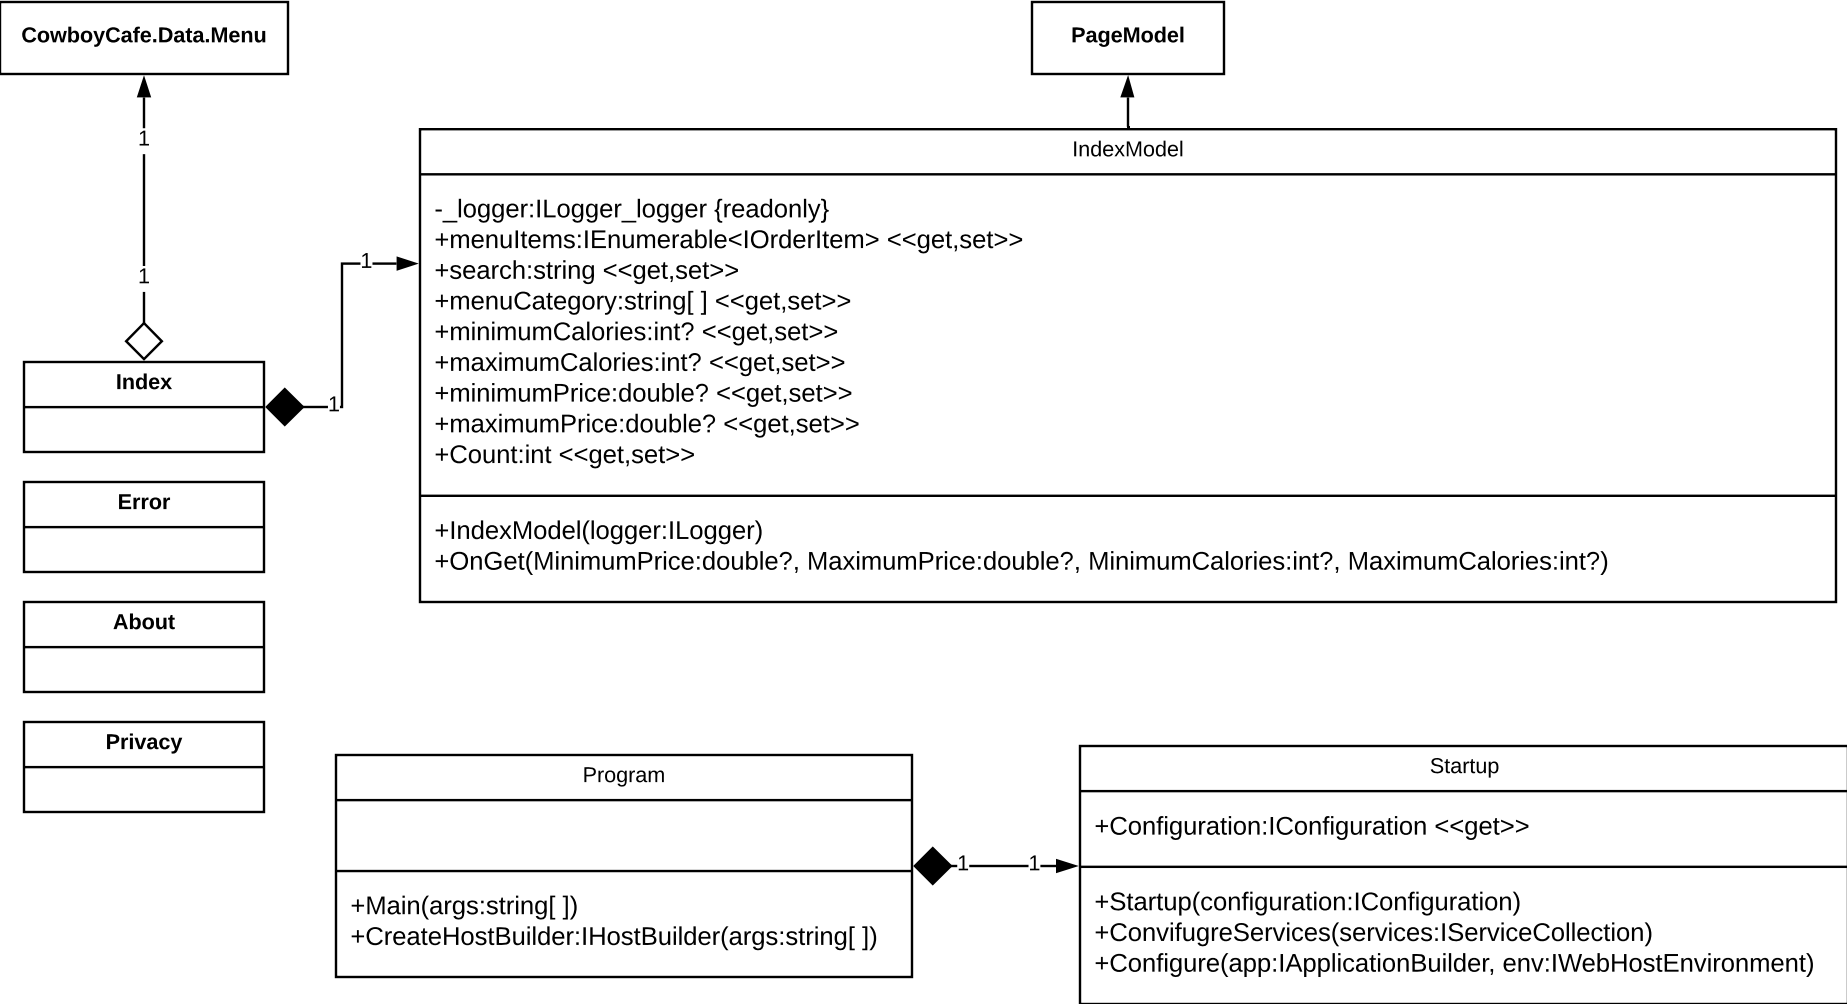 CowboyCafe.Data.Menu
PageModel
1
1
1
1
Index
Error
About
Privacy
IndexModel
-_logger:ILogger_logger {readonly}
+menuItems:IEnumerable<IOrderItem> <<get,set>>
+search:string <<get,set>>
+menuCategory:string[ ] <<get,set>>
+minimumCalories:int? <<get,set>>
+maximumCalories:int? <<get,set>>
+minimumPrice:double? <<get,set>>
+maximumPrice:double? <<get,set>>
+Count:int <<get,set>>
+IndexModel(logger:ILogger)
+OnGet(MinimumPrice:double?, MaximumPrice:double?, MinimumCalories:int?, MaximumCalories:int?)
Program
+Main(args:string[ ])
+CreateHostBuilder:IHostBuilder(args:string[ ])
1
1
Startup
+Configuration:IConfiguration <<get>>
+Startup(configuration:IConfiguration)
+ConvifugreServices(services:IServiceCollection)
+Configure(app:IApplicationBuilder, env:IWebHostEnvironment)